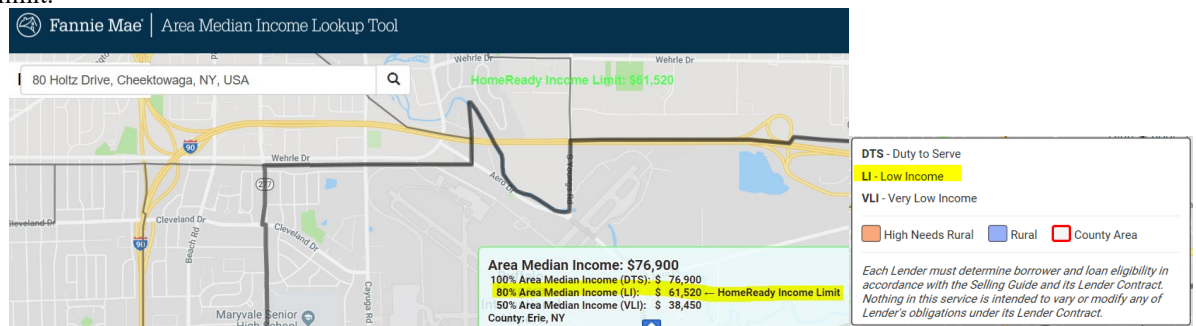 Fannie Mae | Area Median Income Lookup Tool
80 Holtz Drive, Cheektowaga, NY, USA
HomeReady Income Limit: $61,520
Wehrle Dr
Wehrle Dr
90
Wehrle Dr
Aero Dr
S Youngs Rd
277
Cleveland Dr
Cleveland Dr
Beach Rd
Cleveland Dr
90
Cayuga Rd
Maryvale Senior
High School
Area Median Income: $76,900
100% Area Median Income (DTS): $ 76,900
80% Area Median Income (LI): $ 61,520 ← HomeReady Income Limit
50% Area Median Income (VLI): $ 38,450
County: Erie, NY
DTS - Duty to Serve
LI - Low Income
VLI - Very Low Income
High Needs Rural Rural County Area
Each Lender must determine borrower and loan eligibility in
accordance with the Selling Guide and its Lender Contract.
Nothing in this service is intended to vary or modify any of
Lender's obligations under its Lender Contract.